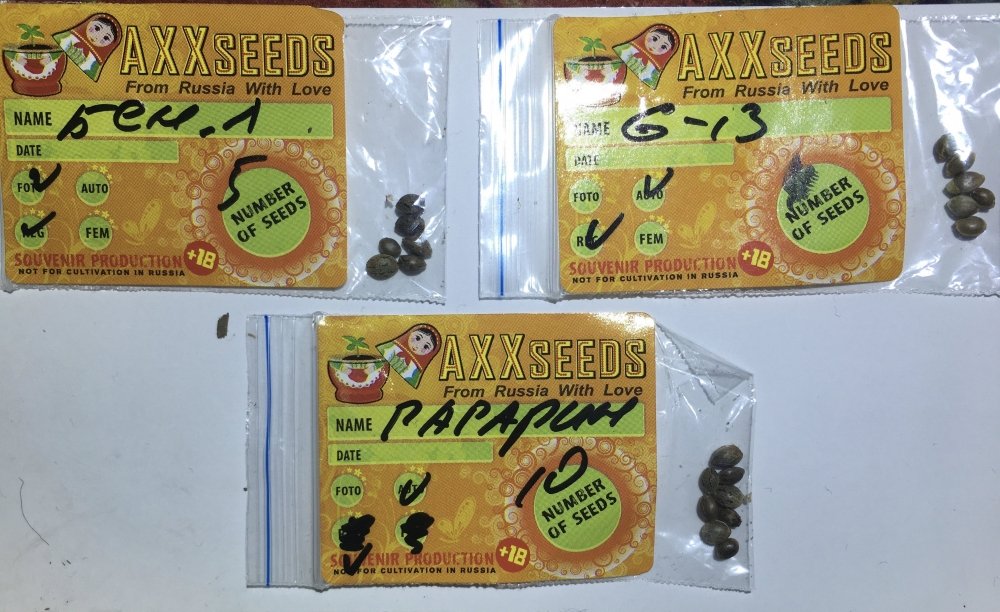 AXXSEEDS
From Russia With Love
NAME Бен.1
DATE
FOTO AUTO
REG FEM
5
NUMBER OF SEEDS
SOUVENIR PRODUCTION +18
NOT FOR CULTIVATION IN RUSSIA
AXXSEEDS
From Russia With Love
NAME G-13
DATE
FOTO AUTO
REG FEM
NUMBER OF SEEDS
SOUVENIR PRODUCTION +18
NOT FOR CULTIVATION IN RUSSIA
AXXSEEDS
From Russia With Love
NAME
DATE
FOTO AUTO
10
NUMBER OF SEEDS
SOUVENIR PRODUCTION +18
NOT FOR CULTIVATION IN RUSSIA